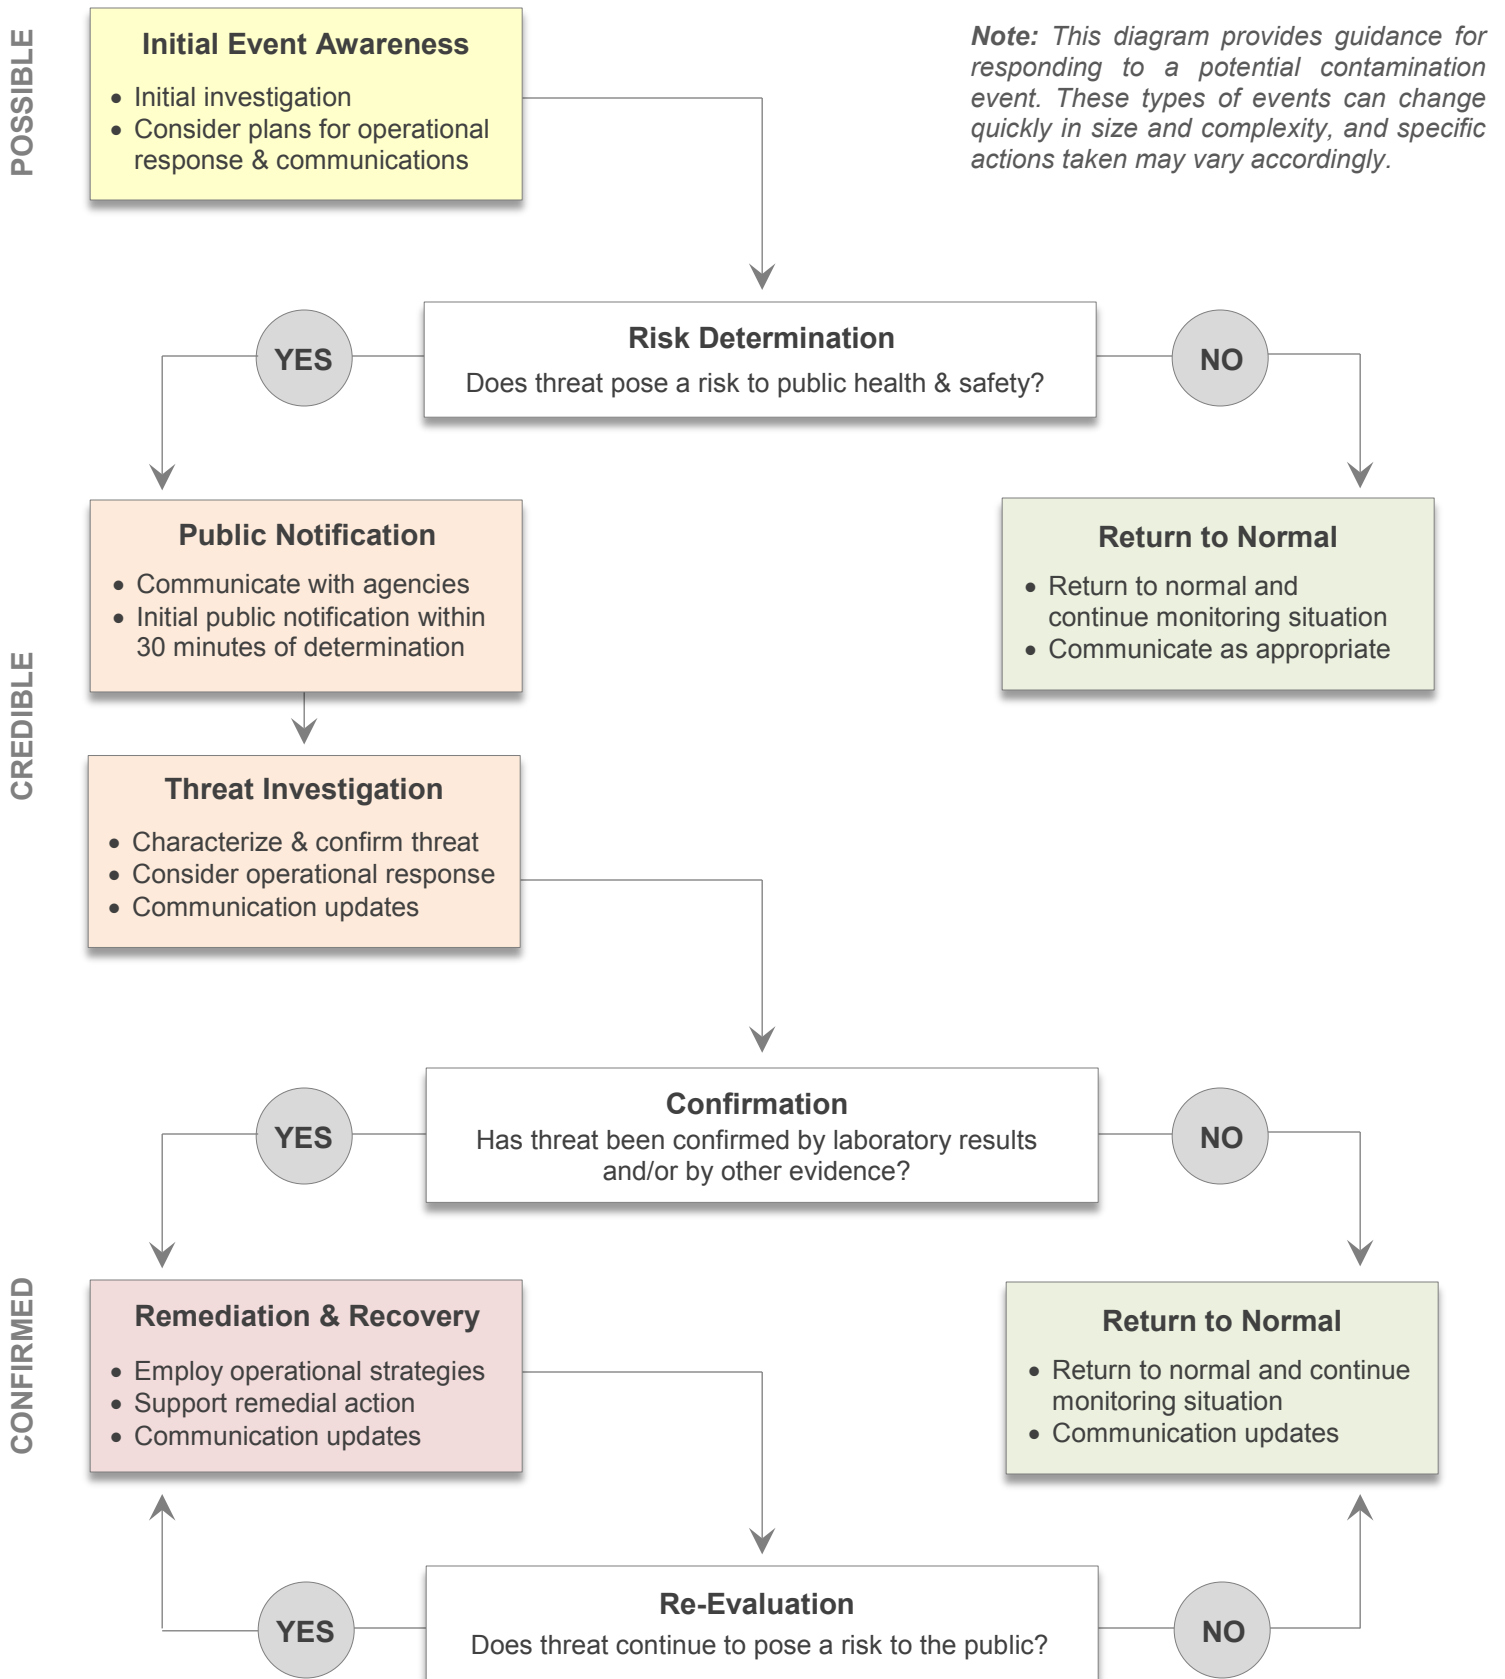 POSSIBLE
Initial Event Awareness
• Initial investigation
• Consider plans for operational
response & communications
Note: This diagram provides guidance for
responding to a potential contamination
event. These types of events can change
quickly in size and complexity, and specific
actions taken may vary accordingly.
YES
Risk Determination
Does threat pose a risk to public health & safety?
NO
CREDIBLE
Public Notification
• Communicate with agencies
• Initial public notification within
30 minutes of determination
Return to Normal
• Return to normal and
continue monitoring situation
• Communicate as appropriate
Threat Investigation
• Characterize & confirm threat
• Consider operational response
• Communication updates
YES
Confirmation
Has threat been confirmed by laboratory results
and/or by other evidence?
NO
CONFIRMED
Remediation & Recovery
• Employ operational strategies
• Support remedial action
• Communication updates
Return to Normal
• Return to normal and continue
monitoring situation
• Communication updates
YES
Re-Evaluation
Does threat continue to pose a risk to the public?
NO